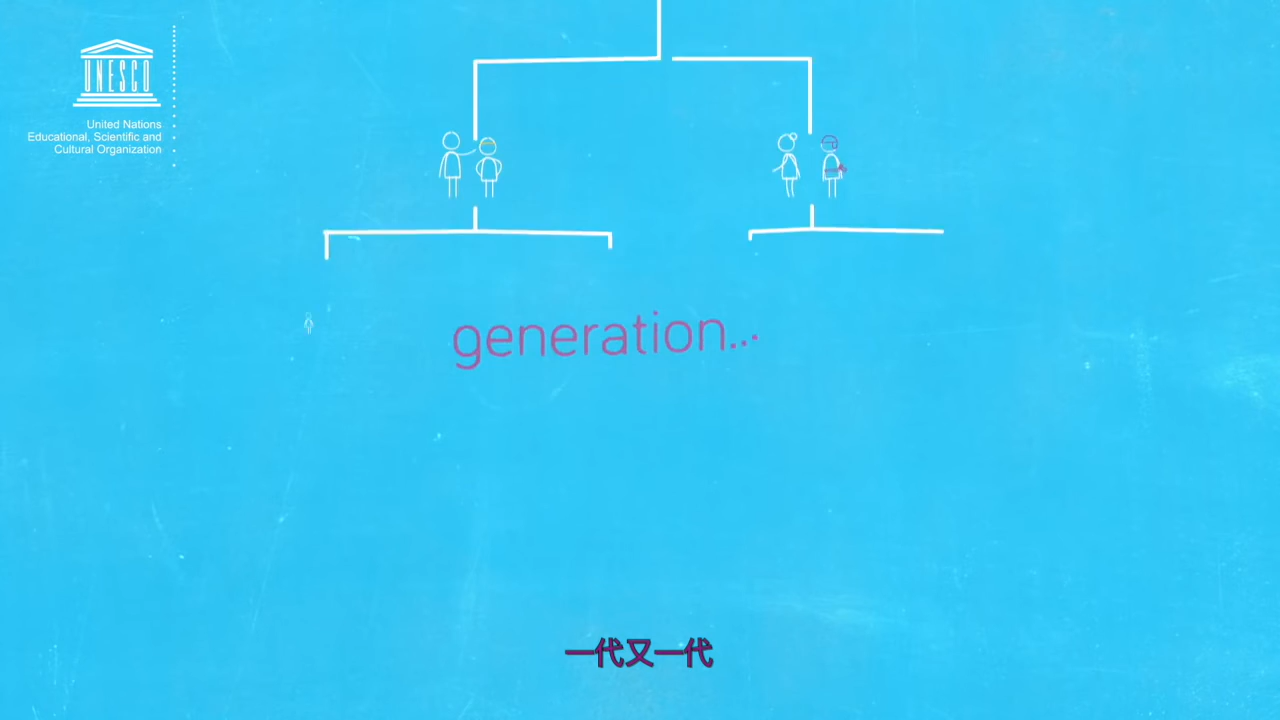 UNESCO
United Nations
Educational, Scientific and
Cultural Organization
generation...
一代又一代